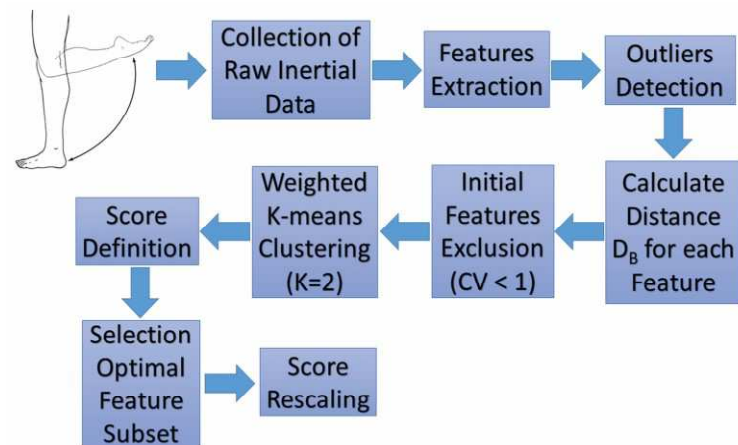 Collection of
Raw Inertial
Data
Features
Extraction
Outliers
Detection
Calculate
Distance
D_B for each
Feature
Initial
Features
Exclusion
(CV < 1)
Weighted
K-means
Clustering
(K=2)
Score
Definition
Selection
Optimal
Feature
Subset
Score
Rescaling